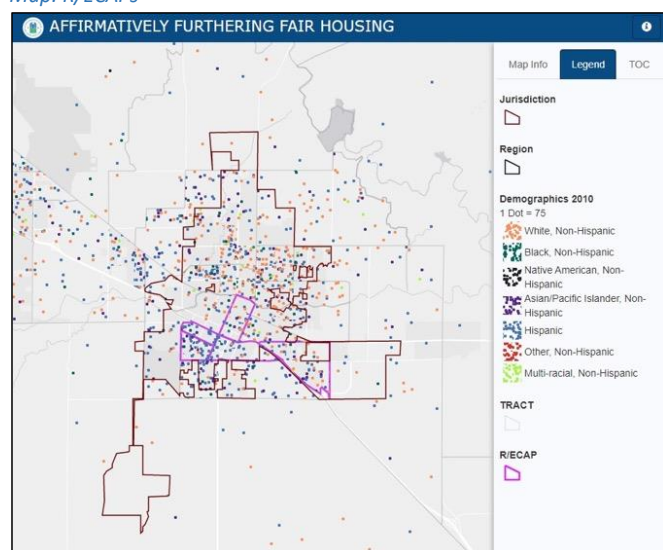 Map: R/ECAPs
AFFIRMATIVELY FURTHERING FAIR HOUSING
Map Info Legend TOC
Jurisdiction
Region
Demographics 2010
1 Dot = 75
White, Non-Hispanic
Black, Non-Hispanic
Native American, Non-
Hispanic
Asian/Pacific Islander, Non-
Hispanic
Hispanic
Other, Non-Hispanic
Multi-racial, Non-Hispanic
TRACT
R/ECAP